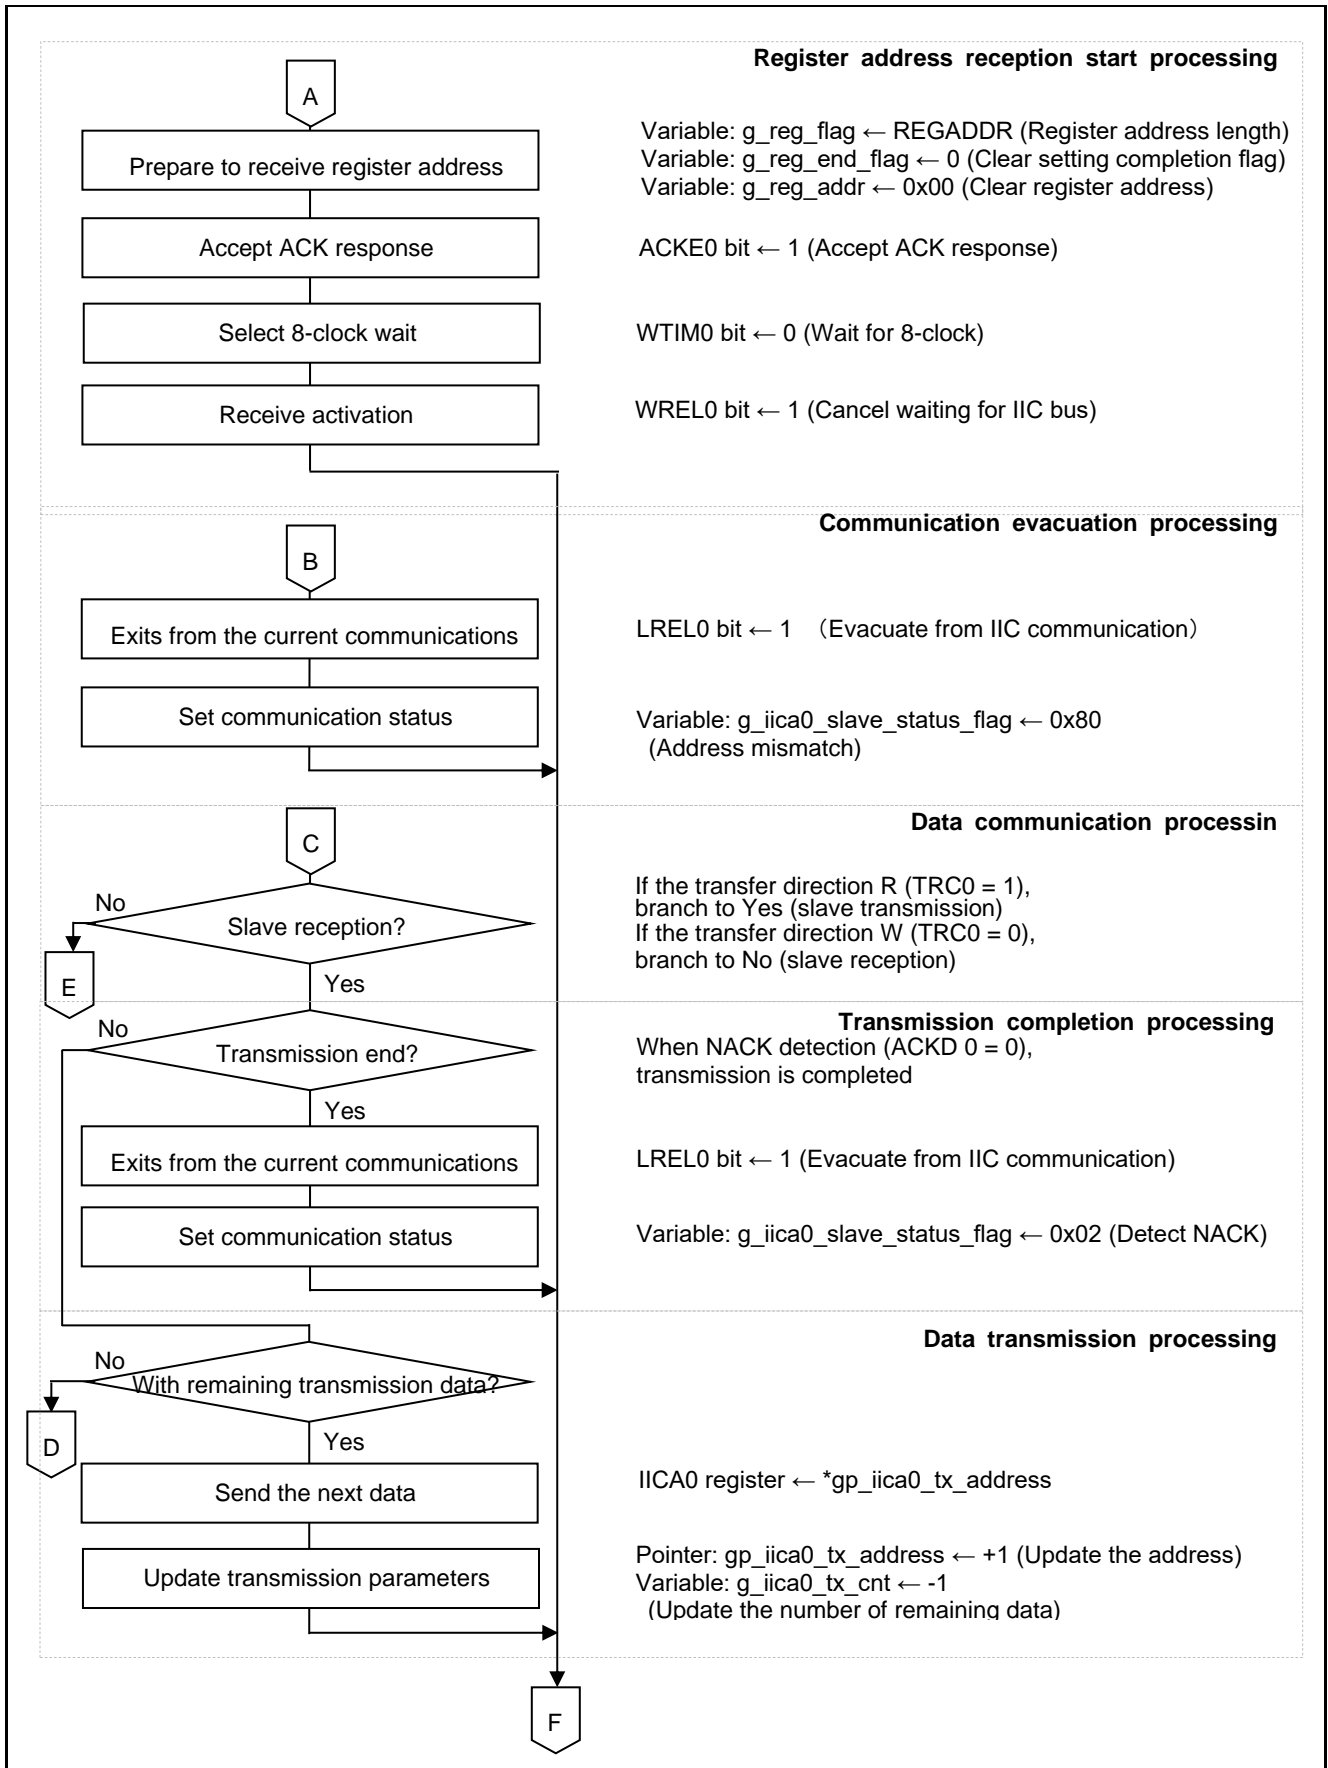 Register address reception start processing
A
Prepare to receive register address
Variable: g_reg_flag ← REGADDR (Register address length)
Variable: g_reg_end_flag ← 0 (Clear setting completion flag)
Variable: g_reg_addr ← 0x00 (Clear register address)
Accept ACK response
ACKE0 bit ← 1 (Accept ACK response)
Select 8-clock wait
WTIM0 bit ← 0 (Wait for 8-clock)
Receive activation
WREL0 bit ← 1 (Cancel waiting for IIC bus)
Communication evacuation processing
B
Exits from the current communications
LREL0 bit ← 1 （Evacuate from IIC communication）
Set communication status
Variable: g_iica0_slave_status_flag ← 0x80
(Address mismatch)
Data communication processin
C
No
Slave reception?
If the transfer direction R (TRC0 = 1),
branch to Yes (slave transmission)
If the transfer direction W (TRC0 = 0),
branch to No (slave reception)
E
Yes
Transmission completion processing
No
Transmission end?
When NACK detection (ACKD 0 = 0),
transmission is completed
Yes
Exits from the current communications
LREL0 bit ← 1 (Evacuate from IIC communication)
Set communication status
Variable: g_iica0_slave_status_flag ← 0x02 (Detect NACK)
Data transmission processing
No
With remaining transmission data?
D
Yes
Send the next data
IICA0 register ← *gp_iica0_tx_address
Update transmission parameters
Pointer: gp_iica0_tx_address ← +1 (Update the address)
Variable: g_iica0_tx_cnt ← -1
(Update the number of remaining data)
F